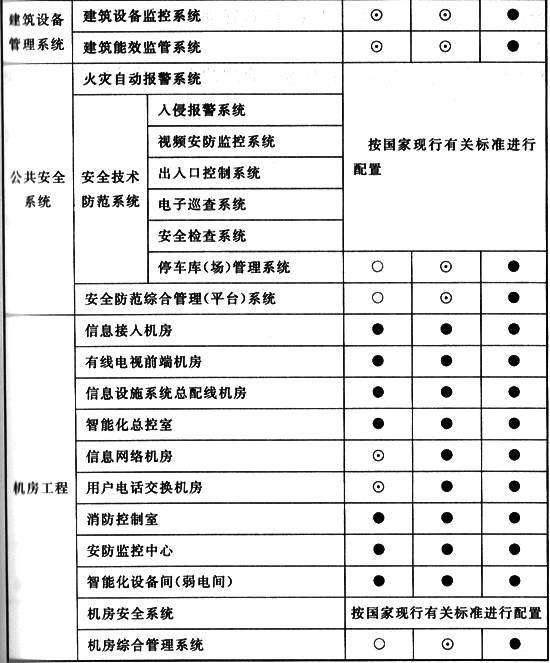 建筑设备
管理系统
建筑设备监控系统 ⊙ ⊙ ●
建筑能效监管系统 ⊙ ⊙ ●
公共安全
系统
火灾自动报警系统
按国家现行有关标准进行
配置
安全技术
防范系统
入侵报警系统
视频安防监控系统
出入口控制系统
电子巡查系统
安全检查系统
停车库(场)管理系统 ○ ⊙ ●
安全防范综合管理(平台)系统 ○ ⊙ ●
机房工程
信息接入机房 ● ● ●
有线电视前端机房 ● ● ●
信息设施系统总配线机房 ● ● ●
智能化总控室 ● ● ●
信息网络机房 ⊙ ● ●
用户电话交换机房 ⊙ ● ●
消防控制室 ● ● ●
安防监控中心 ● ● ●
智能化设备间(弱电间) ● ● ●
机房安全系统 按国家现行有关标准进行配置
机房综合管理系统 ○ ⊙ ●